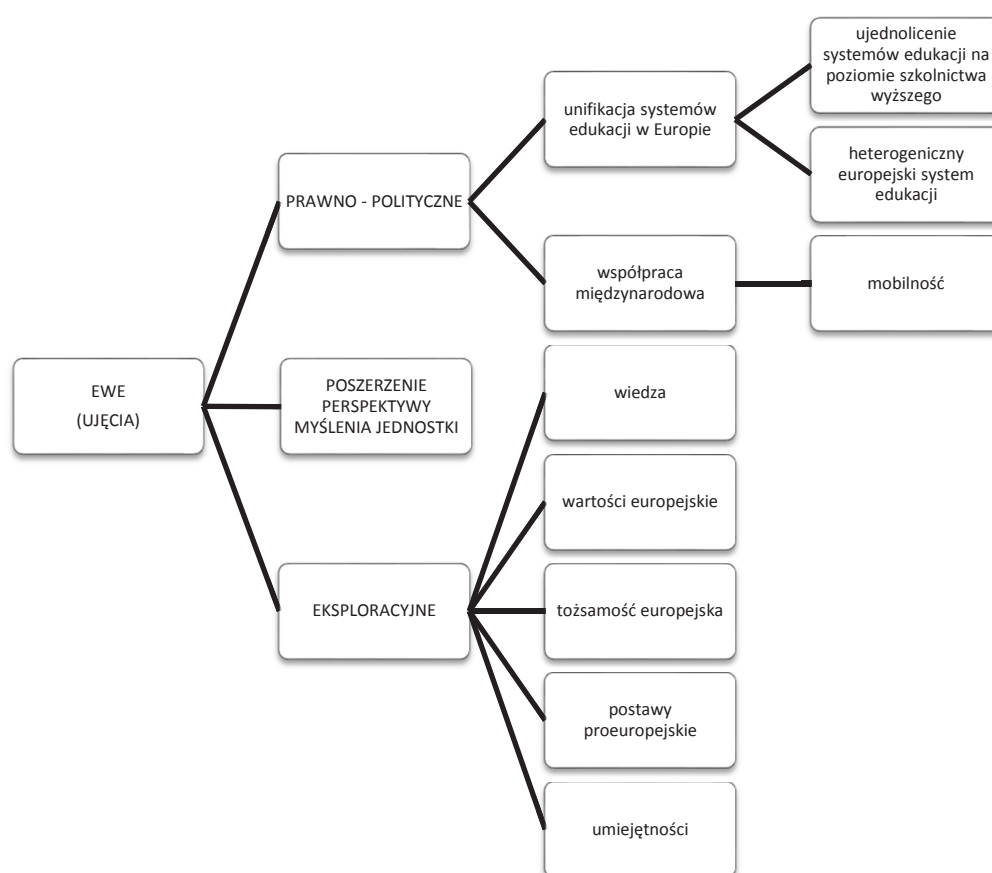 ujednolicenie
systemów edukacji na
poziomie szkolnictwa
wyższego
unifikacja systemów
edukacji w Europie
heterogeniczny
europejski system
edukacji
PRAWNO - POLITYCZNE
współpraca
międzynarodowa
mobilność
EWE
(UJĘCIA)
POSZERZENIE
PERSPEKTYWY
MYŚLENIA JEDNOSTKI
wiedza
wartości europejskie
EKSPLORACYJNE
tożsamość europejska
postawy
proeuropejskie
umiejętności